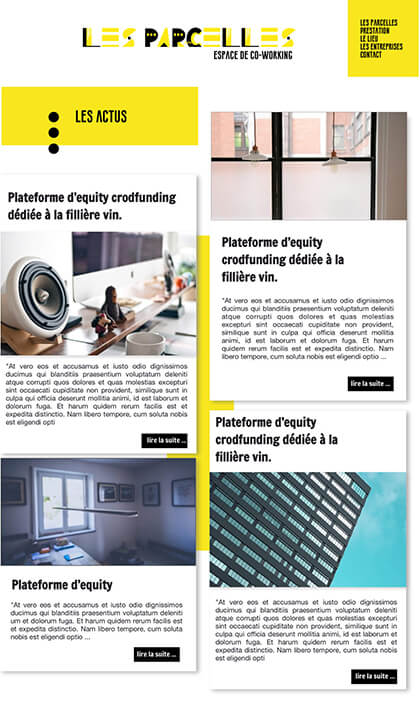 LES PARCELLES
ESPACE DE CO-WORKING
LES PARCELLES
PRESTATION
LE LIEU
LES ENTREPRISES
CONTACT
LES ACTUS
Plateforme d'equity crodfunding
dédiée à la fillière vin.
"At vero eos et accusamus et iusto odio dignissimos
ducimus qui blanditiis praesentium voluptatum deleniti
atque corrupti quos dolores et quas molestias excepturi
sint occaecati cupiditate non provident, similique sunt in
culpa qui officia deserunt mollitia animi, id est laborum et
dolorum fuga. Et harum quidem rerum facilis est et
expedita distinctio. Nam libero tempore, cum soluta nobis
est eligendi opti
lire la suite ...
Plateforme d'equity
"At vero eos et accusamus et iusto odio dignissimos
ducimus qui blanditiis praesentium voluptatum deleniti
um et dolorum fuga. Et harum quidem rerum facilis est
et expedita distinctio. Nam libero tempore, cum soluta
nobis est eligendi optio ...
lire la suite ...
Plateforme d'equity
crodfunding dédiée à la
fillière vin.
"At vero eos et accusamus et iusto odio dignissimos
ducimus qui blanditiis praesentium voluptatum deleniti
atque corrupti quos dolores et quas molestias
excepturi sint occaecati cupiditate non provident,
similique sunt in culpa qui officia deserunt mollitia
animi, id est laborum et dolorum fuga. Et harum
quidem rerum facilis est et expedita distinctio. Nam
libero tempore, cum soluta nobis est eligendi optio ...
lire la suite ...
Plateforme d'equity
crodfunding dédiée à la
fillière vin.
"At vero eos et accusamus et iusto odio dignissimos
ducimus qui blanditiis praesentium voluptatum deleniti
atque corrupti quos dolores et quas molestias excepturi
sint occaecati cupiditate non provident, similique sunt in
culpa qui officia deserunt mollitia animi, id est laborum et
dolorum fuga. Et harum quidem rerum facilis est et
expedita distinctio. Nam libero tempore, cum soluta nobis
est eligendi opti
lire la suite ...